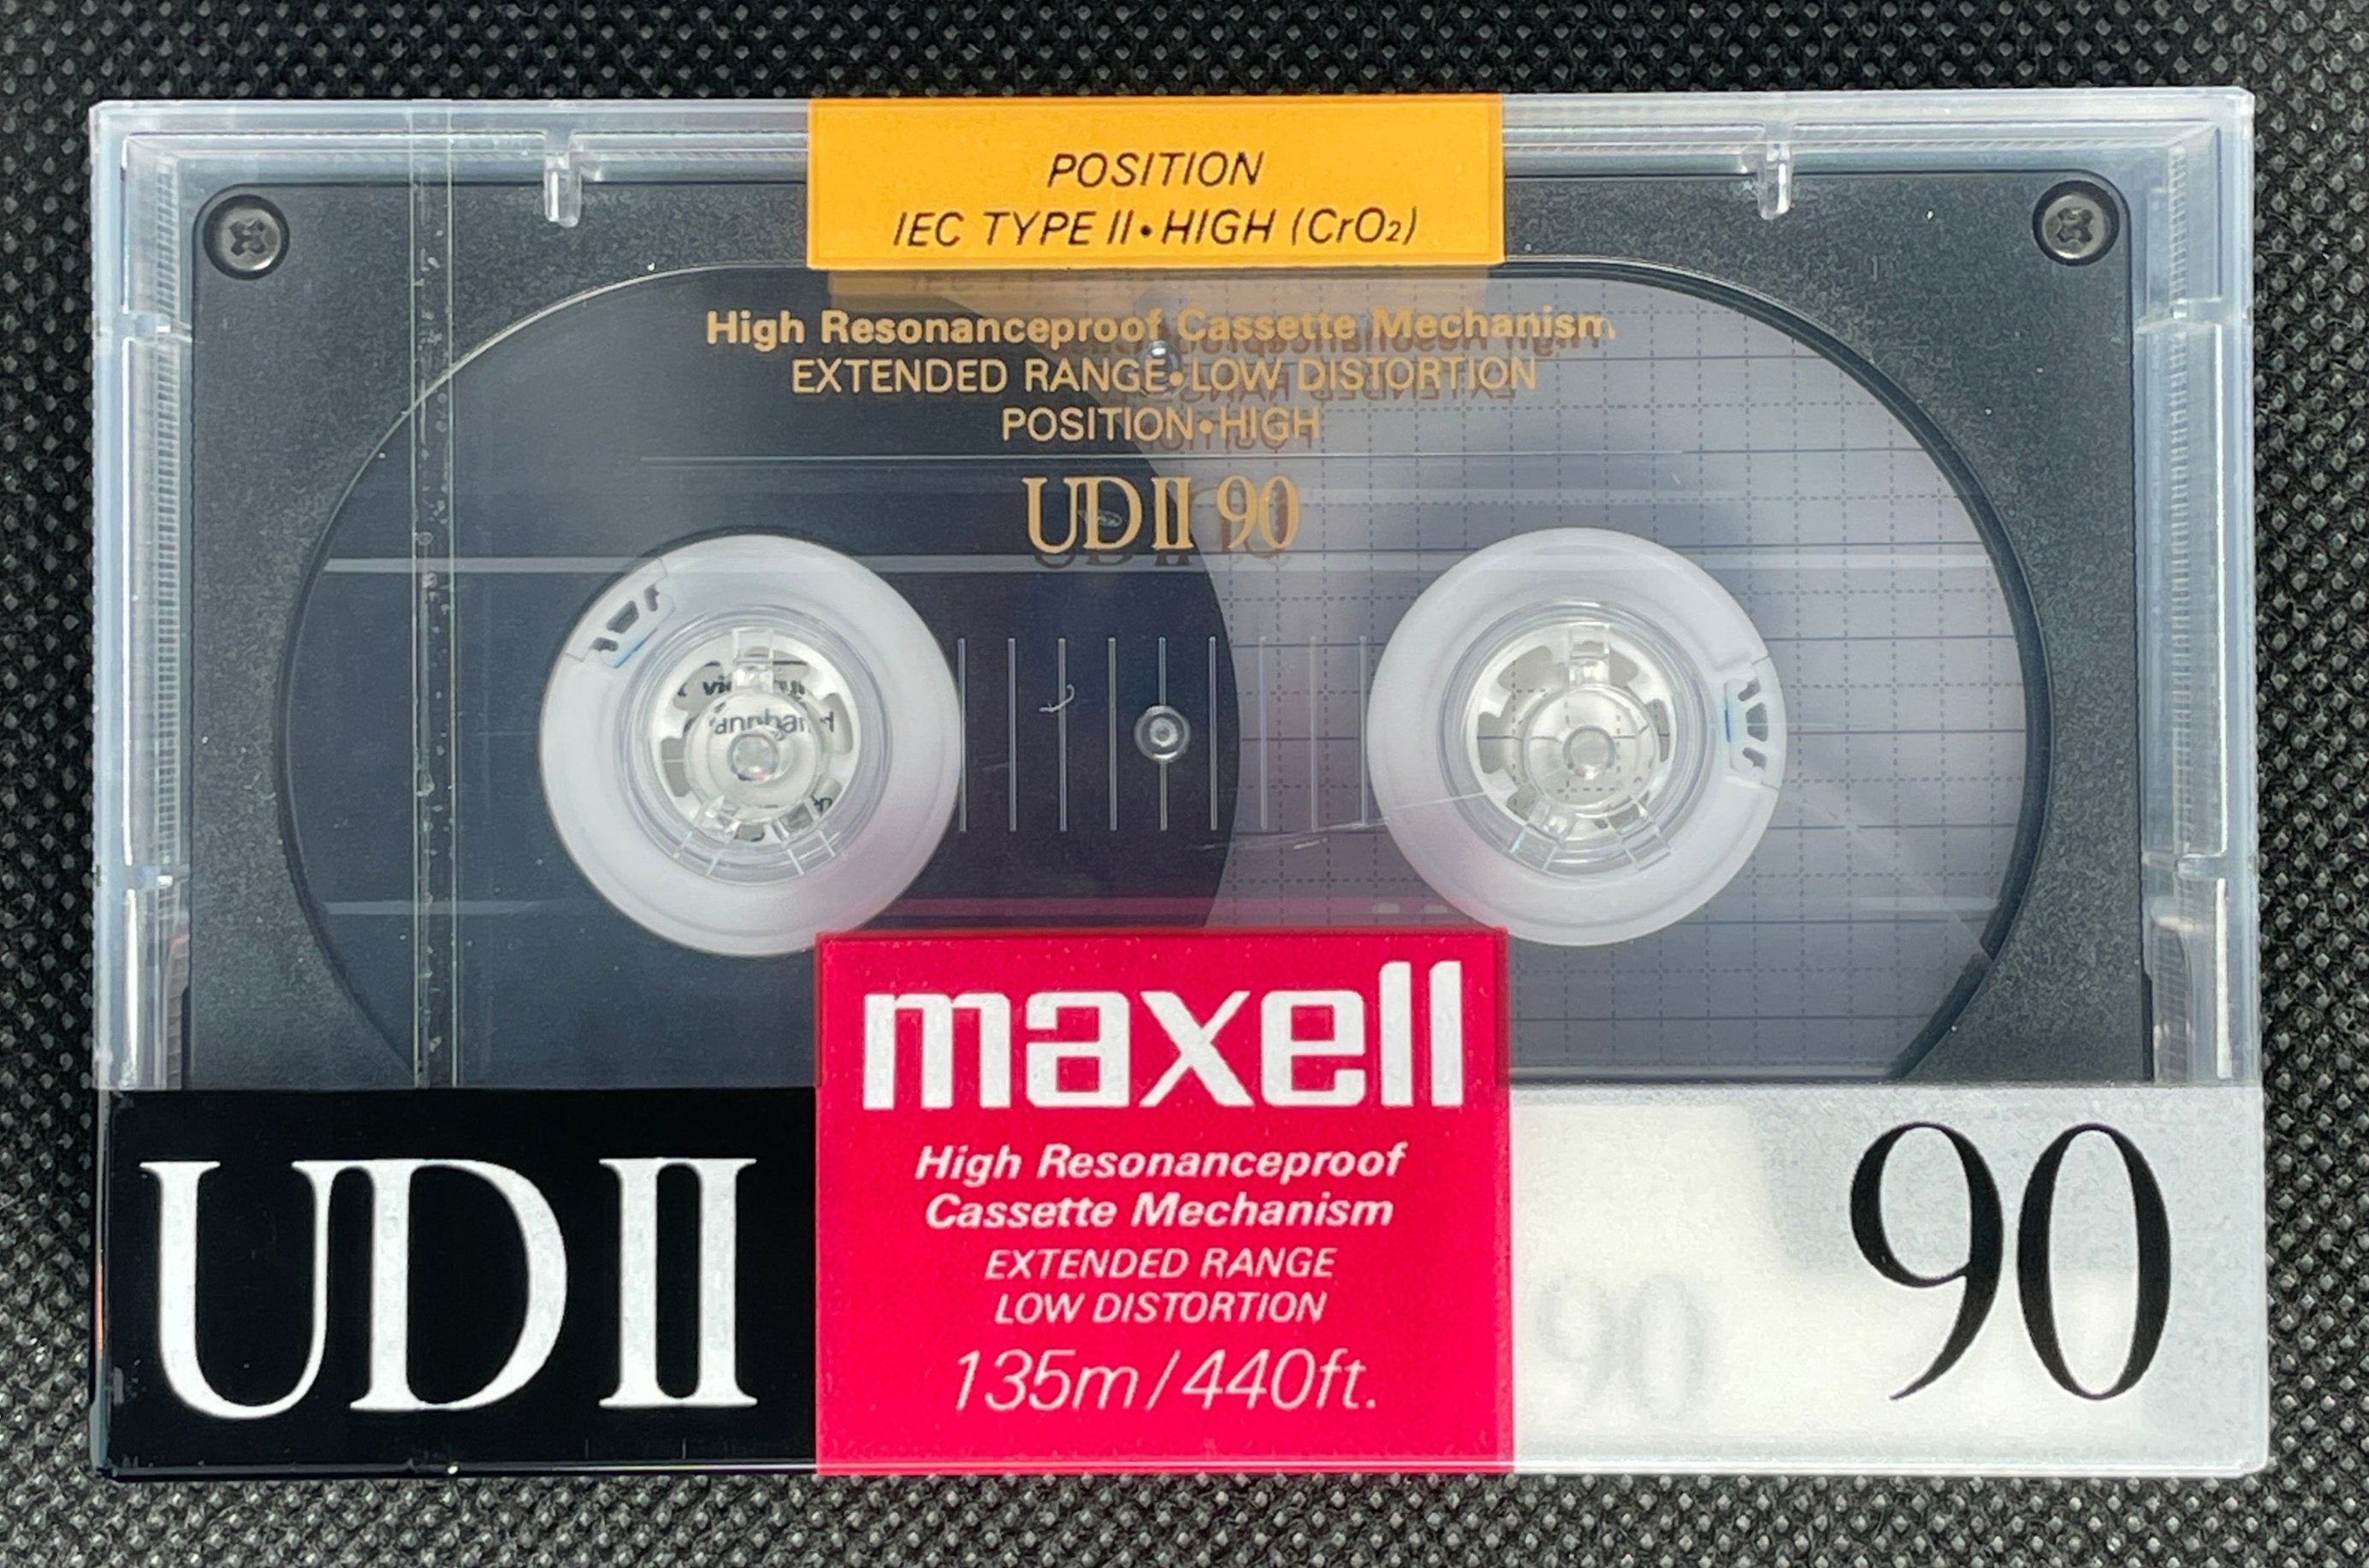 POSITION
IEC TYPE II•HIGH (CrO₂)
High Resonanceproof Cassette Mechanism
EXTENDED RANGE•LOW DISTORTION
POSITION•HIGH
UD II 90
maxell
High Resonanceproof
Cassette Mechanism
EXTENDED RANGE
LOW DISTORTION
135m/440ft.
UD II
90